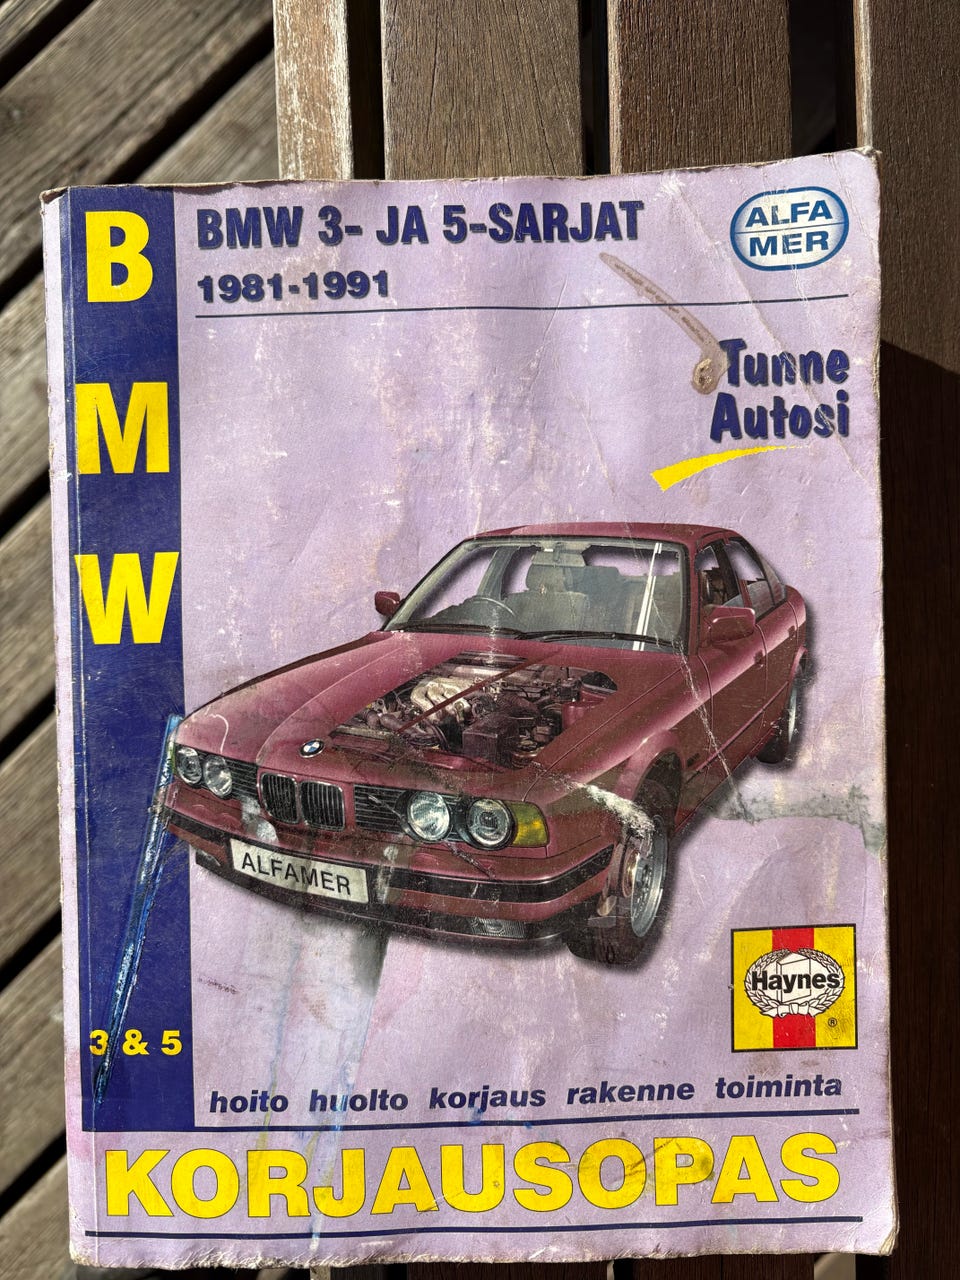 B
M
W
3 & 5
BMW 3- JA 5-SARJAT
1981-1991
ALFA
MER
Tunne
Autosi
ALFAMER
Haynes
®
hoito huolto korjaus rakenne toiminta
KORJAUSOPAS